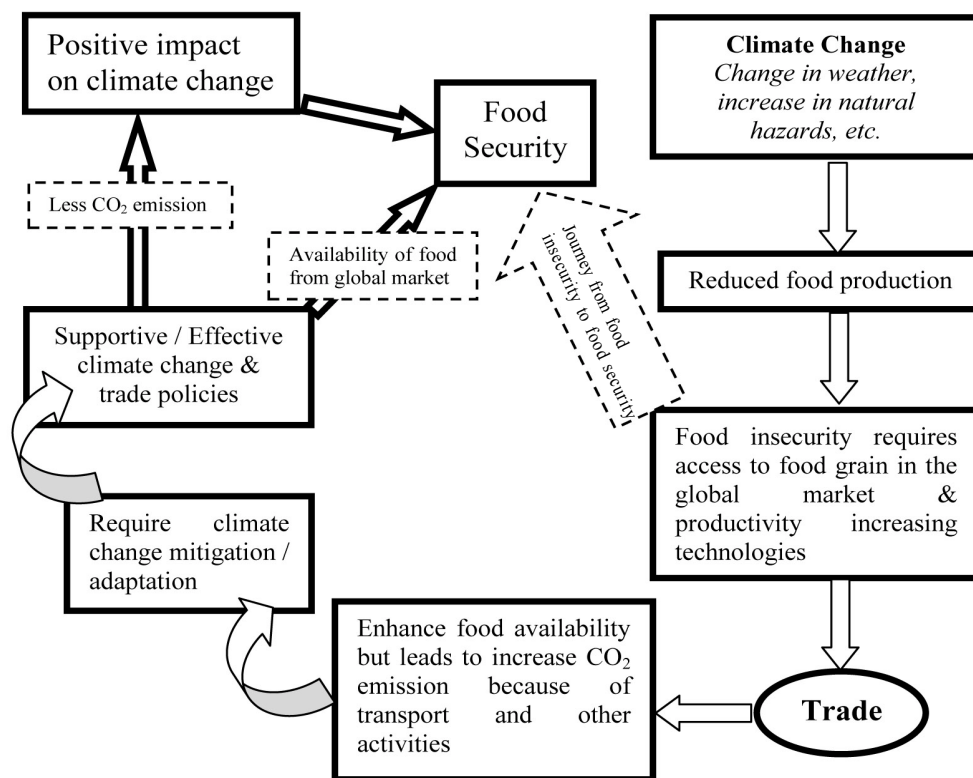 Positive impact
on climate change
Food
Security
Climate Change
Change in weather,
increase in natural
hazards, etc.
Less CO₂ emission
Availability of food
from global market
Journey from food
insecurity to food security
Reduced food production
Supportive / Effective
climate change &
trade policies
Food insecurity requires
access to food grain in the
global market &
productivity increasing
technologies
Require climate
change mitigation /
adaptation
Enhance food availability
but leads to increase CO₂
emission because of
transport and other
activities
Trade